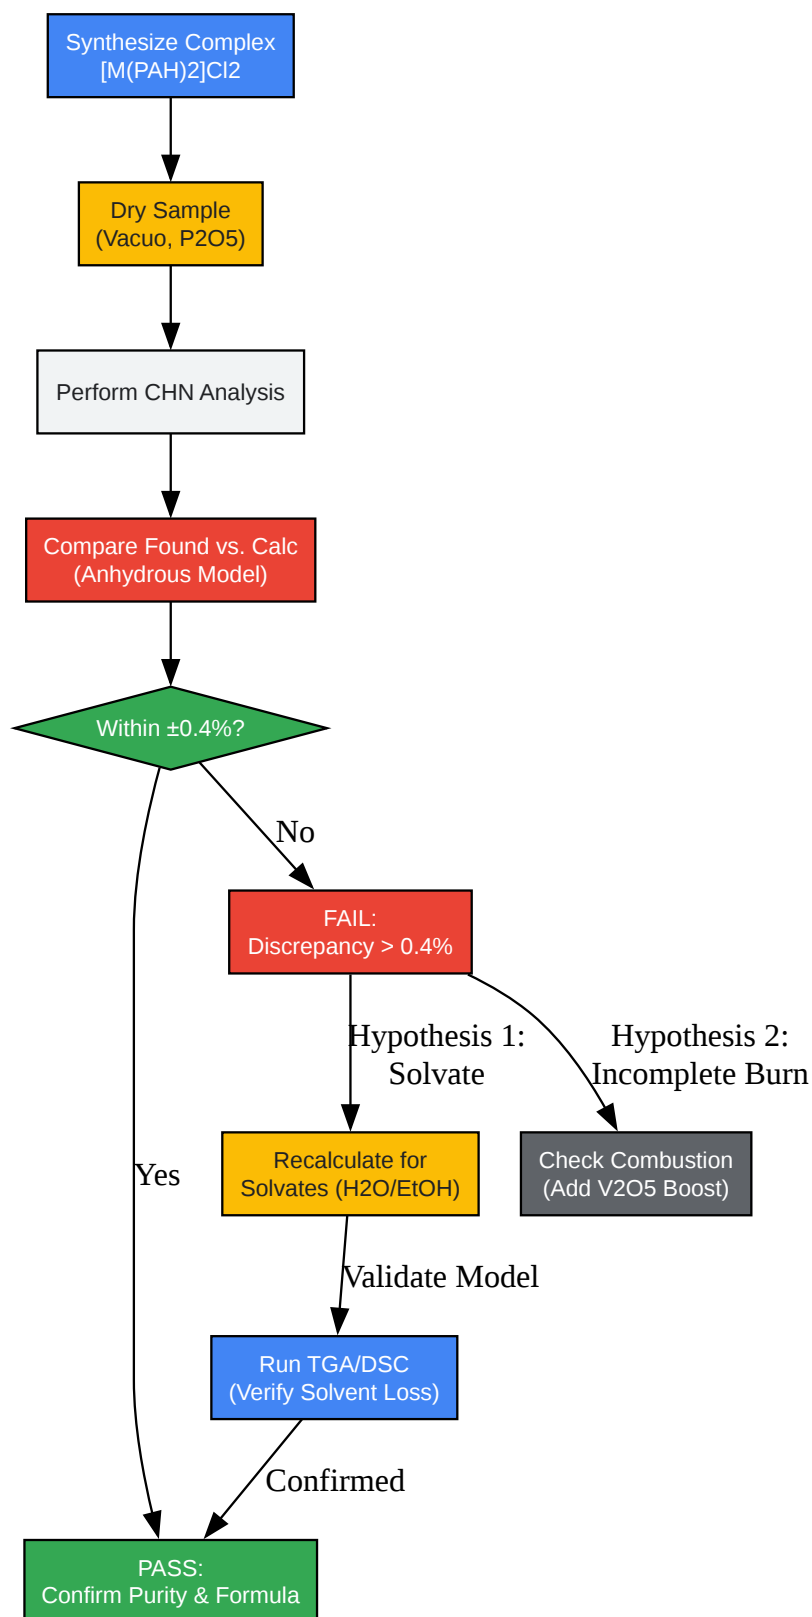 Synthesize Complex
[M(PAH)2]Cl2
Dry Sample
(Vacuo, P2O5)
Perform CHN Analysis
Compare Found vs. Calc
(Anhydrous Model)
Within ±0.4%?
No
FAIL:
Discrepancy > 0.4%
Hypothesis 1:
Solvate
Hypothesis 2:
Incomplete Burn
Recalculate for
Solvates (H2O/EtOH)
Check Combustion
(Add V2O5 Boost)
Yes
Validate Model
Run TGA/DSC
(Verify Solvent Loss)
Confirmed
PASS:
Confirm Purity & Formula